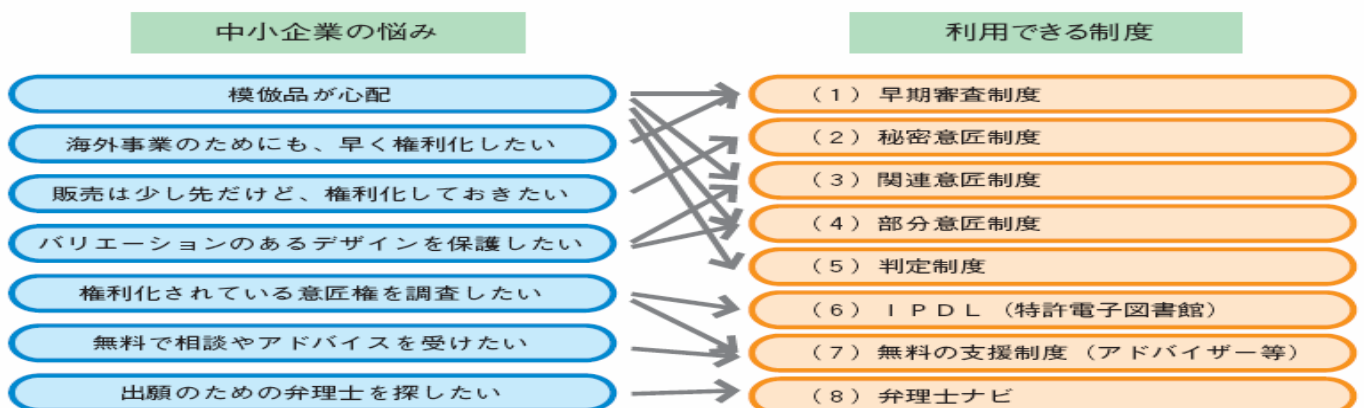 中小企業の悩み
利用できる制度
模倣品が心配
海外事業のためにも、早く権利化したい
販売は少し先だけど、権利化しておきたい
バリエーションのあるデザインを保護したい
権利化されている意匠権を調査したい
無料で相談やアドバイスを受けたい
出願のための弁理士を探したい
(1)早期審査制度
(2)秘密意匠制度
(3)関連意匠制度
(4)部分意匠制度
(5)判定制度
(6)IPDL(特許電子図書館)
(7)無料の支援制度(アドバイザー等)
(8)弁理士ナビ